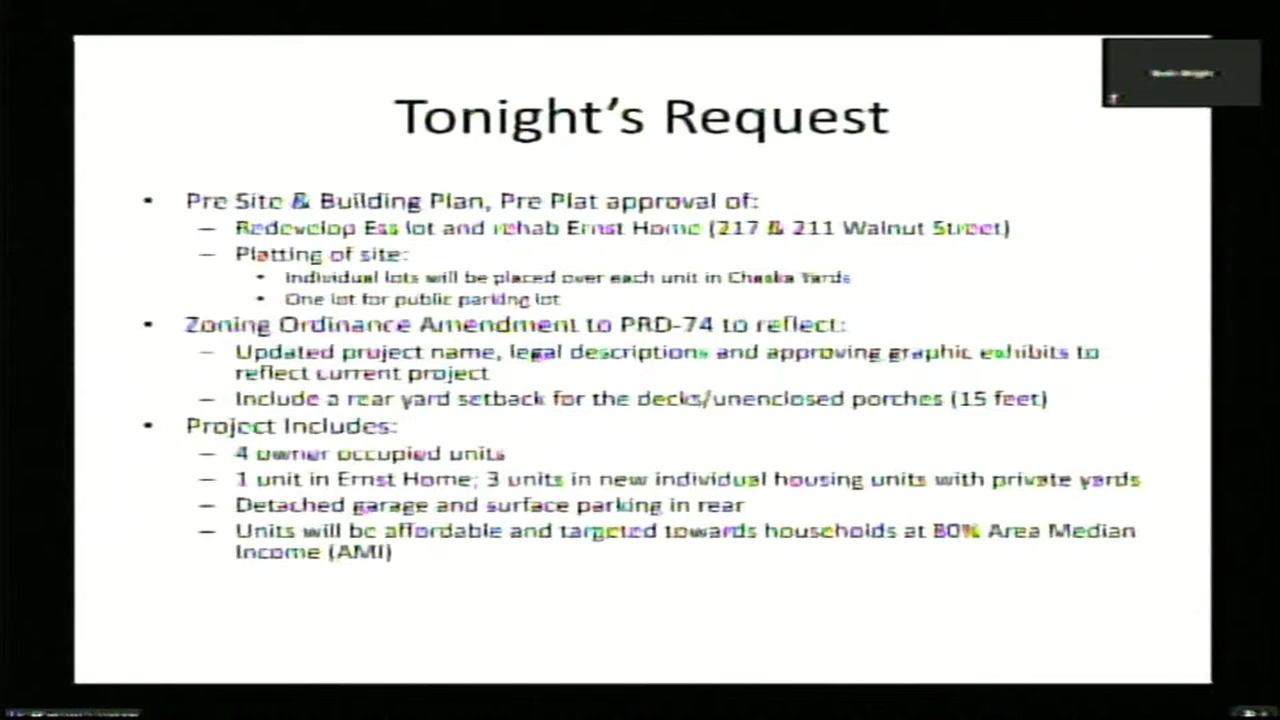 Tonight's Request
• Pre Site & Building Plan, Pre Plat approval of:
– Redevelop Ess lot and rehab Ernst Home (217 & 211 Walnut Street)
– Platting of site:
• Individual lots will be placed over each unit in Chaska Yards
• One lot for public parking lot
• Zoning Ordinance Amendment to PRD-74 to reflect:
– Updated project name, legal descriptions and approving graphic exhibits to
reflect current project
– Include a rear yard setback for the decks/unenclosed porches (15 feet)
• Project Includes:
– 4 owner occupied units
– 1 unit in Ernst Home; 3 units in new individual housing units with private yards
– Detached garage and surface parking in rear
– Units will be affordable and targeted towards households at 80% Area Median
Income (AMI)